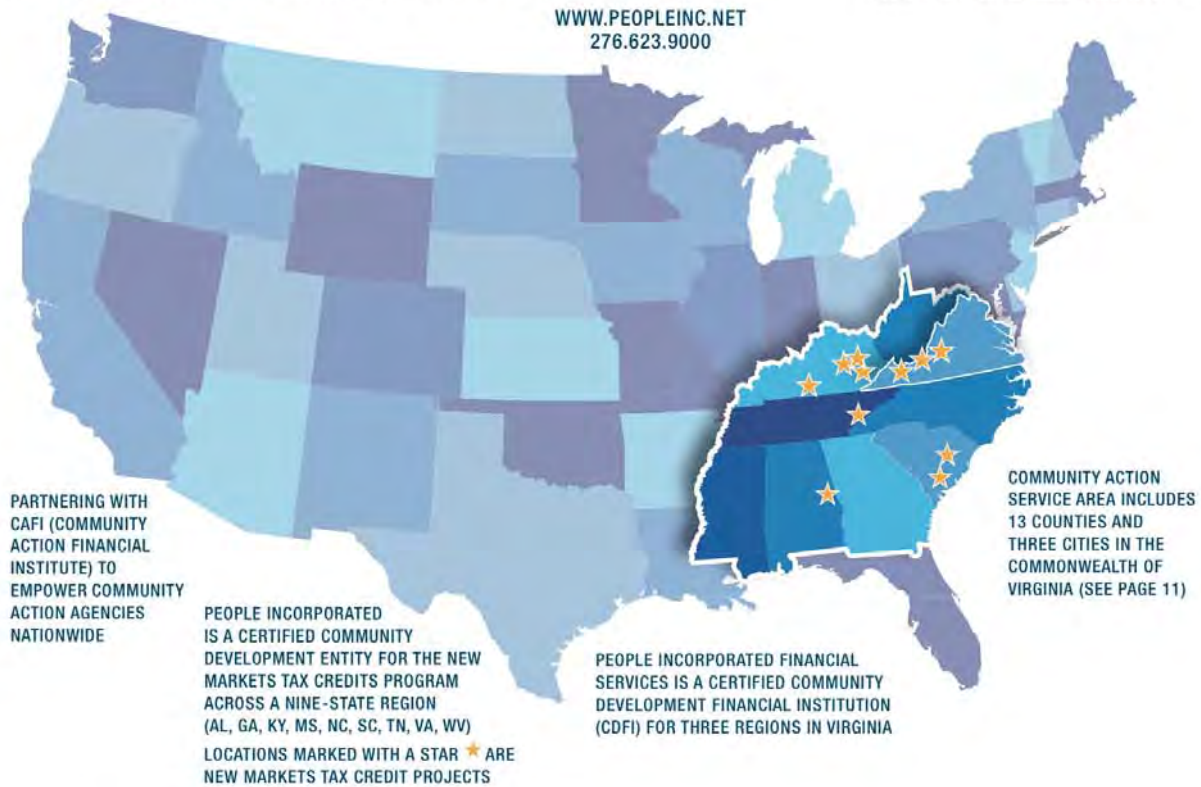 WWW.PEOPLEINC.NET
276.623.9000
PARTNERING WITH
CAFI (COMMUNITY
ACTION FINANCIAL
INSTITUTE) TO
EMPOWER COMMUNITY
ACTION AGENCIES
NATIONWIDE
PEOPLE INCORPORATED
IS A CERTIFIED COMMUNITY
DEVELOPMENT ENTITY FOR THE NEW
MARKETS TAX CREDITS PROGRAM
ACROSS A NINE-STATE REGION
(AL, GA, KY, MS, NC, SC, TN, VA, WV)
LOCATIONS MARKED WITH A STAR ★ ARE
NEW MARKETS TAX CREDIT PROJECTS
PEOPLE INCORPORATED FINANCIAL
SERVICES IS A CERTIFIED COMMUNITY
DEVELOPMENT FINANCIAL INSTITUTION
(CDFI) FOR THREE REGIONS IN VIRGINIA
COMMUNITY ACTION
SERVICE AREA INCLUDES
13 COUNTIES AND
THREE CITIES IN THE
COMMONWEALTH OF
VIRGINIA (SEE PAGE 11)